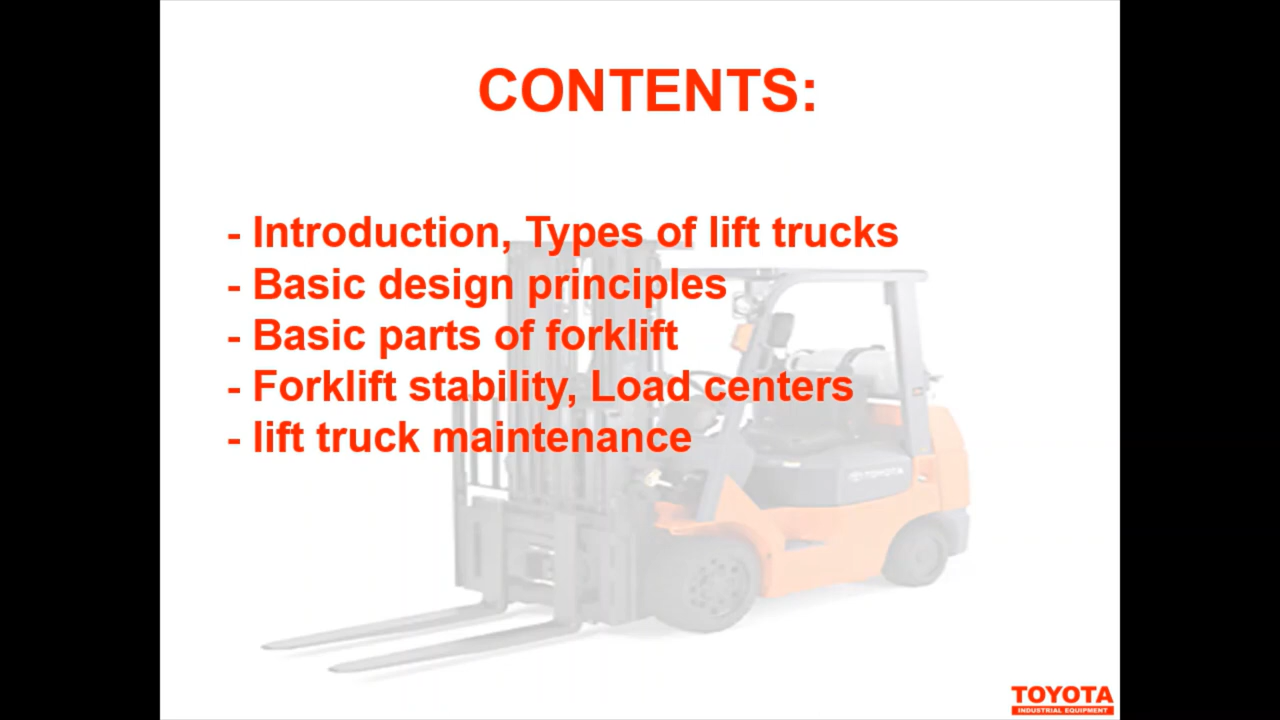 CONTENTS:
- Introduction, Types of lift trucks
- Basic design principles
- Basic parts of forklift
- Forklift stability, Load centers
- lift truck maintenance
TOYOTA
TOYOTA
INDUSTRIAL EQUIPMENT